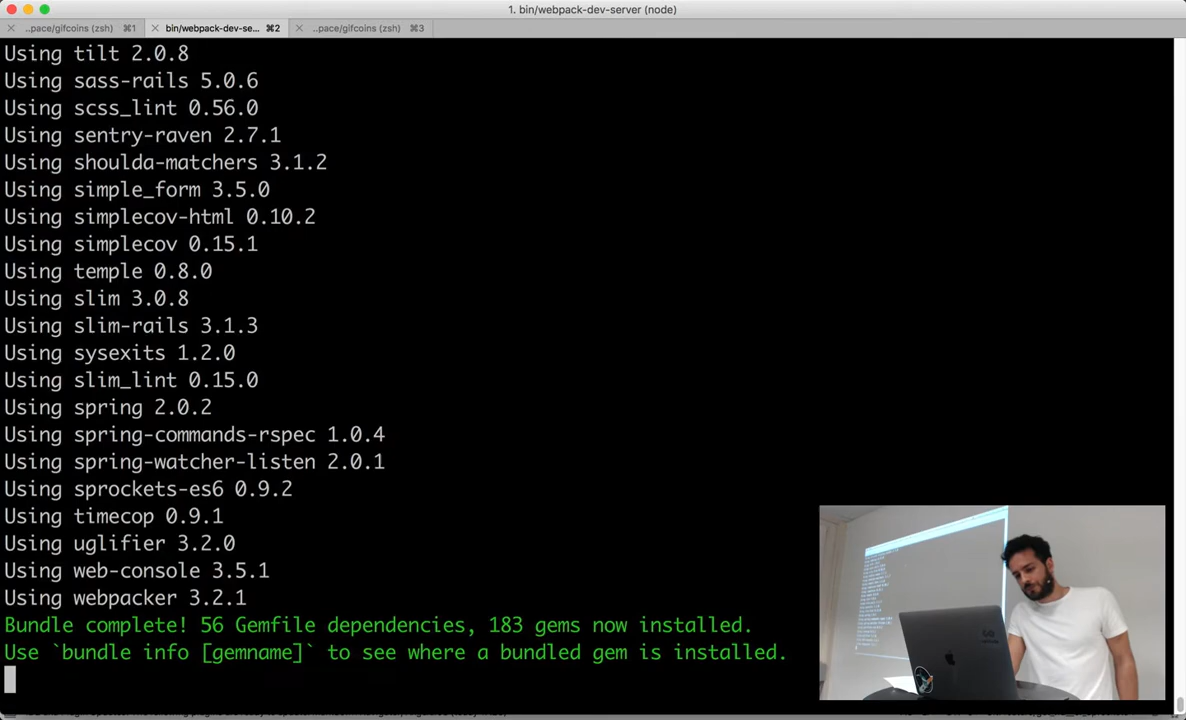 1. bin/webpack-dev-server (node)
..pace/gifcoins (zsh) ⌘1
bin/webpack-dev-se... ⌘2
..pace/gifcoins (zsh) ⌘3
Using tilt 2.0.8
Using sass-rails 5.0.6
Using scss_lint 0.56.0
Using sentry-raven 2.7.1
Using shoulda-matchers 3.1.2
Using simple_form 3.5.0
Using simplecov-html 0.10.2
Using simplecov 0.15.1
Using temple 0.8.0
Using slim 3.0.8
Using slim-rails 3.1.3
Using sysexits 1.2.0
Using slim_lint 0.15.0
Using spring 2.0.2
Using spring-commands-rspec 1.0.4
Using spring-watcher-listen 2.0.1
Using sprockets-es6 0.9.2
Using timecop 0.9.1
Using uglifier 3.2.0
Using web-console 3.5.1
Using webpacker 3.2.1
Bundle complete! 56 Gemfile dependencies, 183 gems now installed.
Use `bundle info [gemname]` to see where a bundled gem is installed.